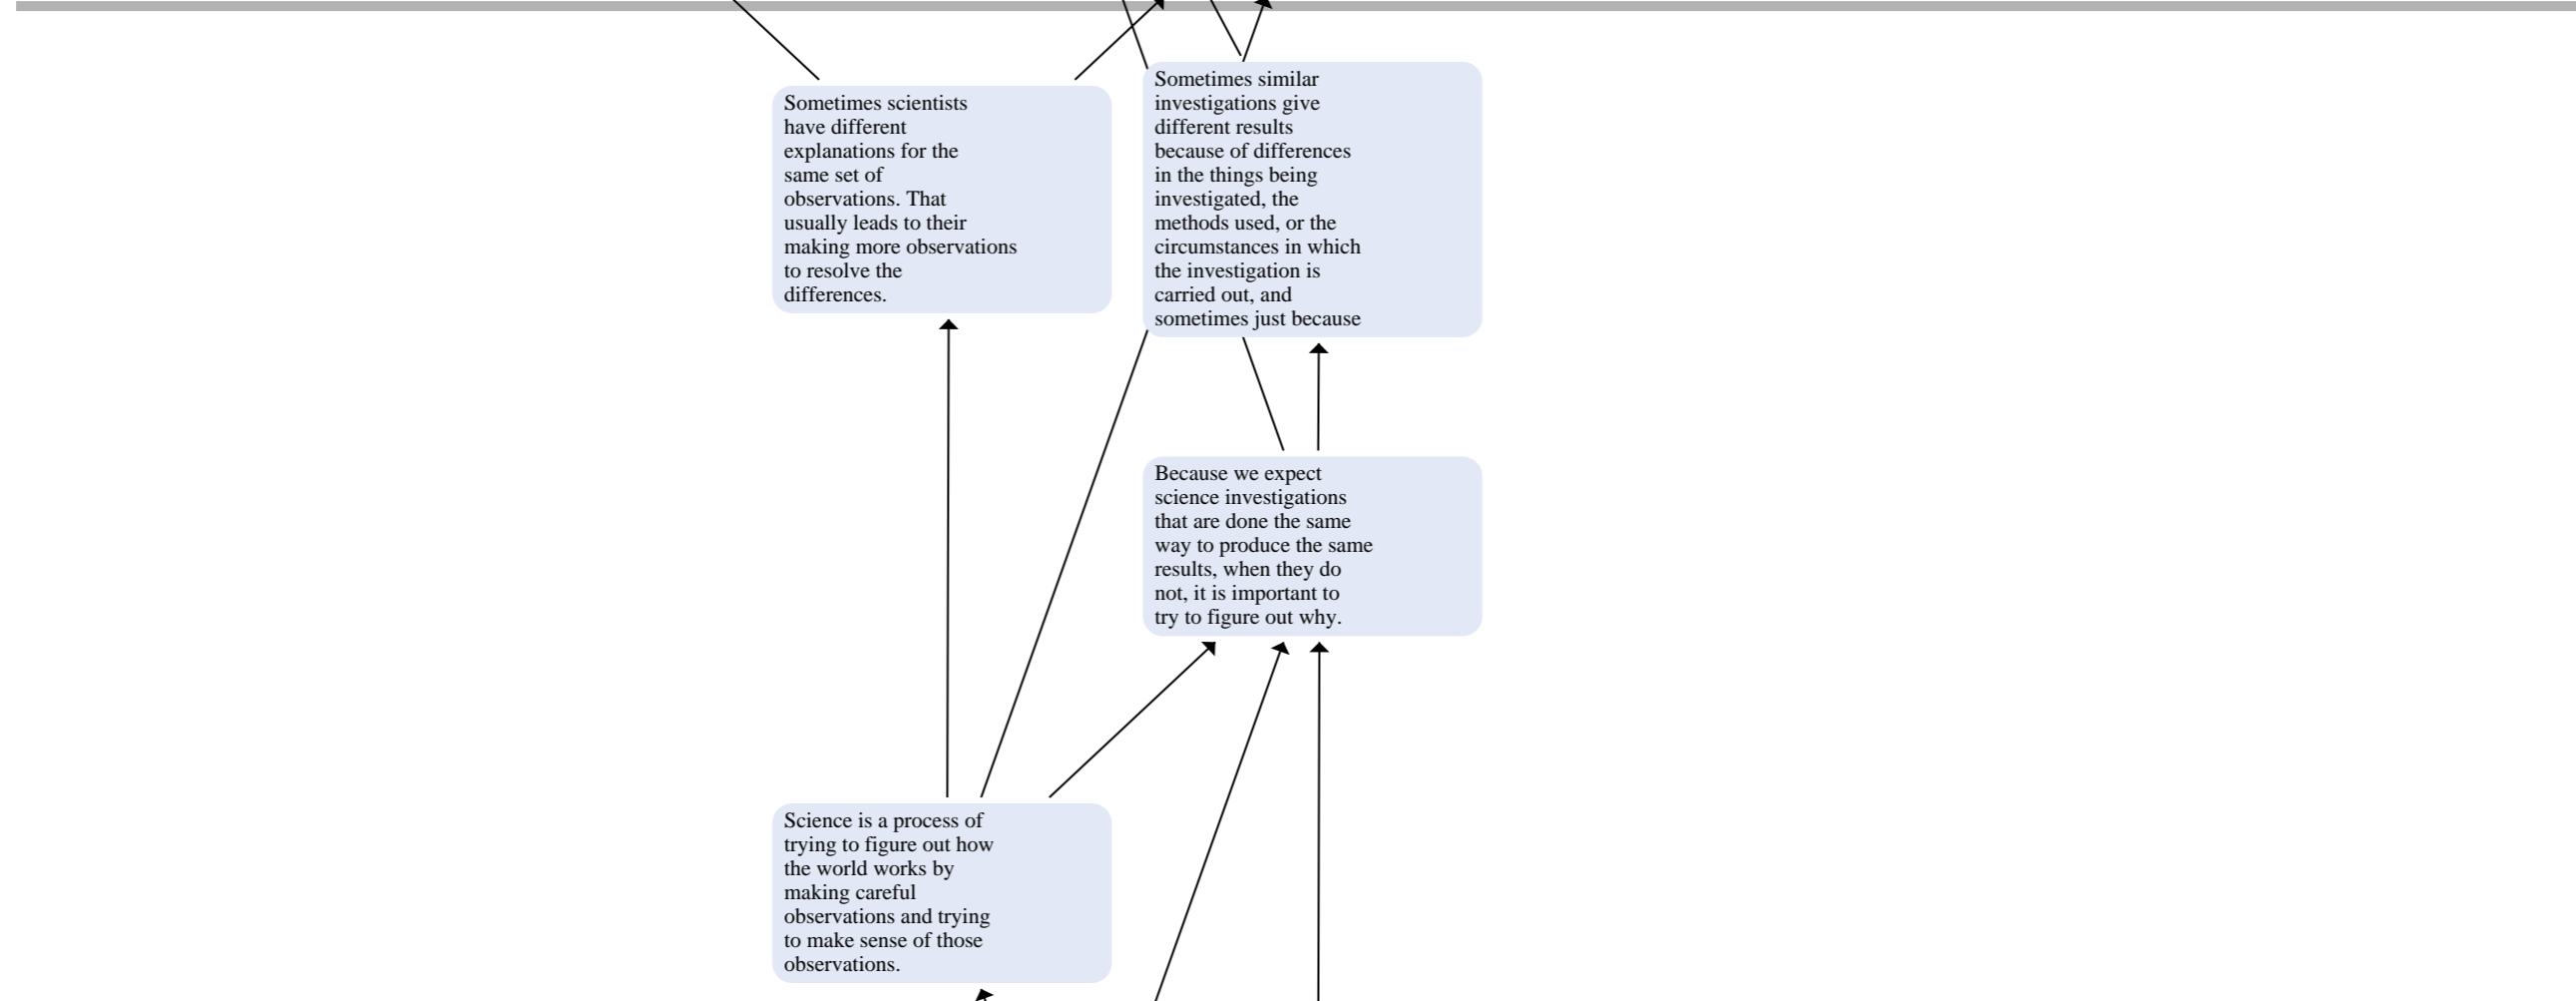 Sometimes scientists
have different
explanations for the
same set of
observations. That
usually leads to their
making more observations
to resolve the
differences.
Sometimes similar
investigations give
different results
because of differences
in the things being
investigated, the
methods used, or the
circumstances in which
the investigation is
carried out, and
sometimes just because
Because we expect
science investigations
that are done the same
way to produce the same
results, when they do
not, it is important to
try to figure out why.
Science is a process of
trying to figure out how
the world works by
making careful
observations and trying
to make sense of those
observations.